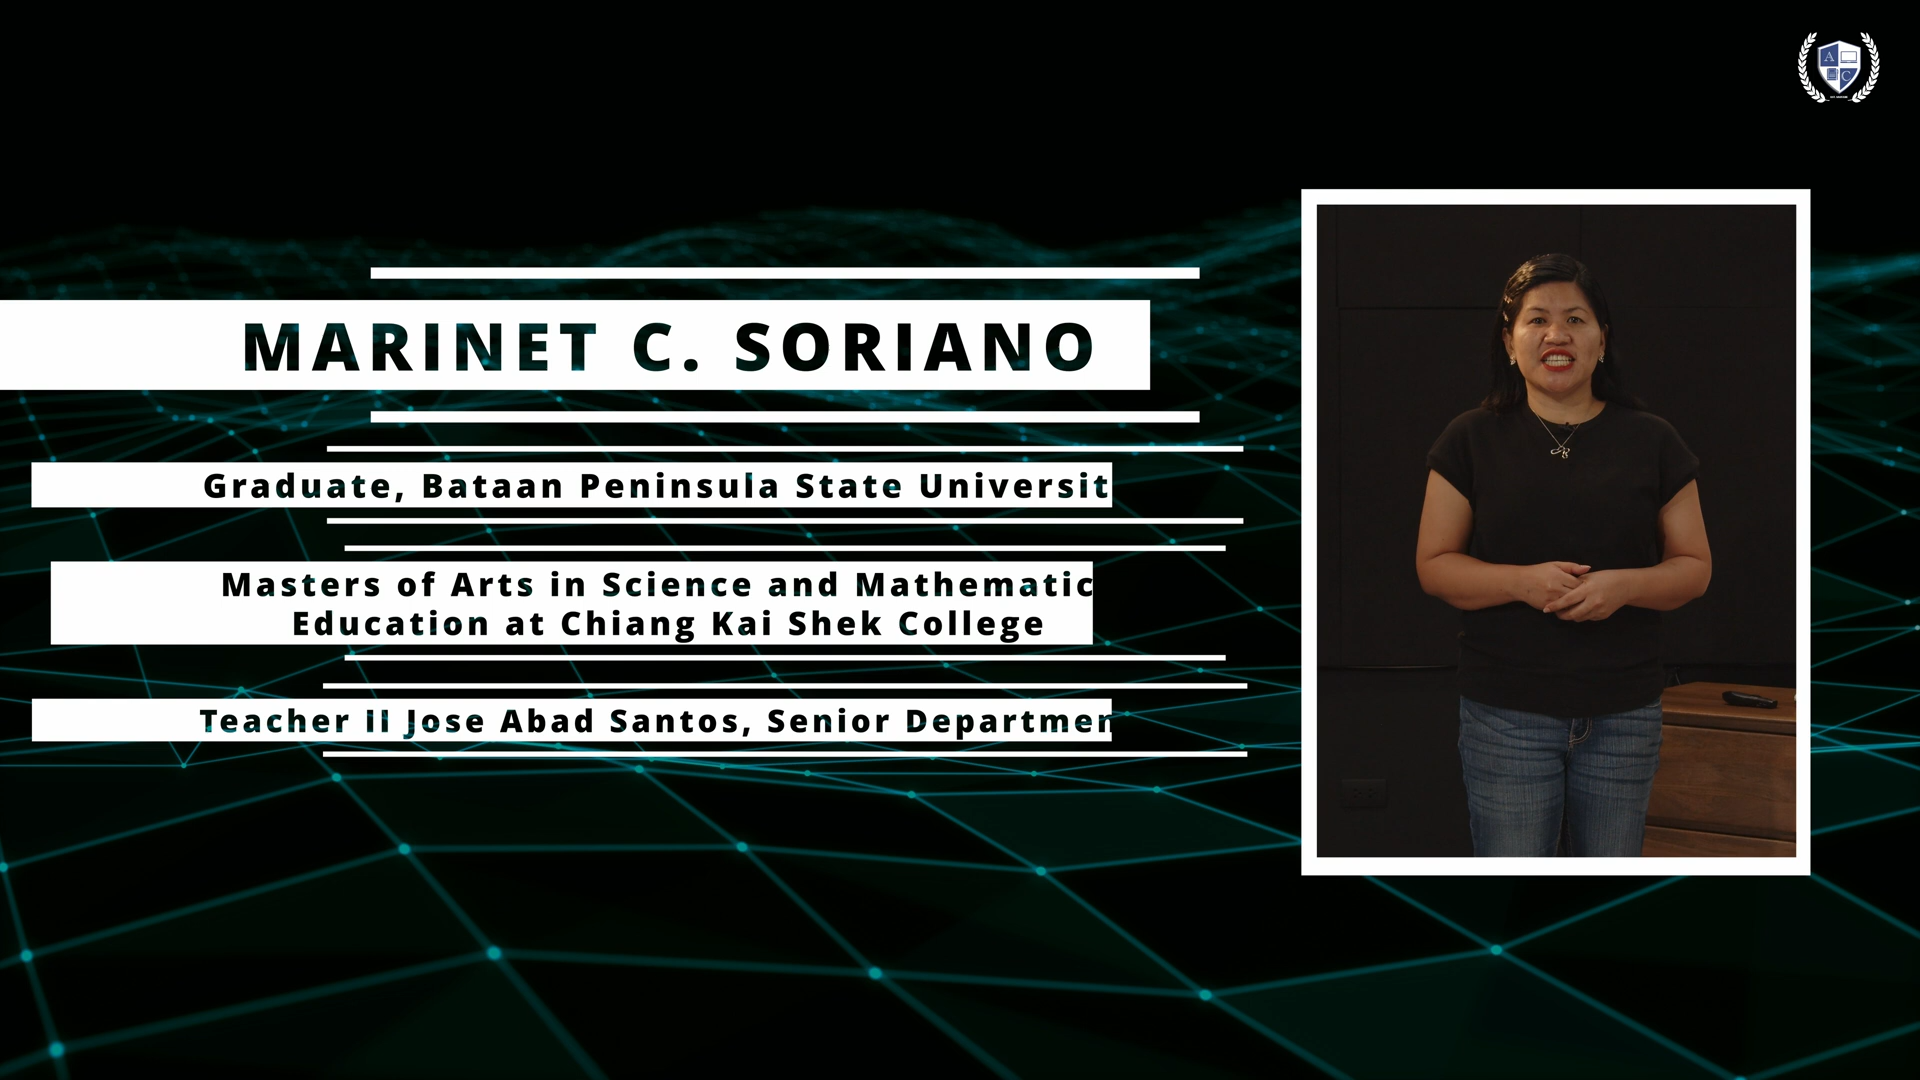 MARINET C. SORIANO
Graduate, Bataan Peninsula State Universit
Masters of Arts in Science and Mathematic
Education at Chiang Kai Shek College
Teacher II Jose Abad Santos, Senior Departmen
A
C